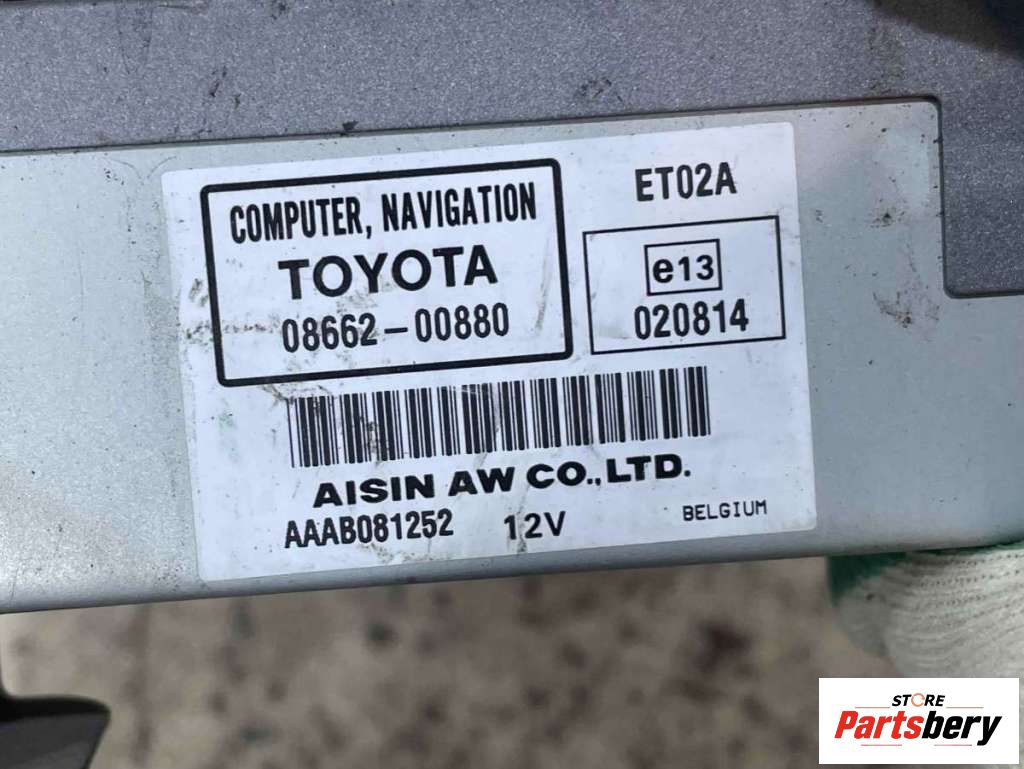 COMPUTER, NAVIGATION
TOYOTA
08662-00880
ET02A
e13
020814
AISIN AW CO., LTD.
AAAB081252 12V BELGIUM
STORE
Partsbery